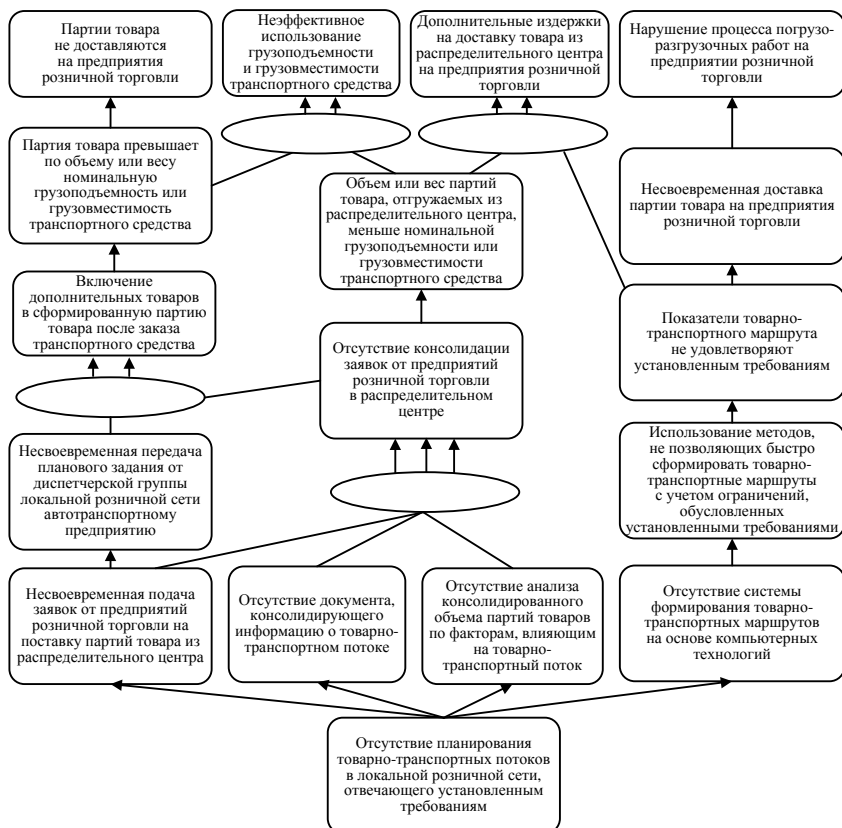 Партии товара
не доставляются
на предприятия
розничной торговли
Неэффективное
использование
грузоподъемности
и грузовместимости
транспортного средства
Дополнительные издержки
на доставку товара из
распределительного центра
на предприятия розничной
торговли
Нарушение процесса погрузо-
разгрузочных работ на
предприятии розничной
торговли
Партия товара превышает
по объему или весу
номинальную
грузоподъемность или
грузовместимость
транспортного средства
Объем или вес партий
товара, отгружаемых из
распределительного центра,
меньше номинальной
грузоподъемности или
грузовместимости
транспортного средства
Несвоевременная доставка
партии товара на предприятия
розничной торговли
Включение
дополнительных товаров
в сформированную партию
товара после заказа
транспортного средства
Отсутствие консолидации
заявок от предприятий
розничной торговли
в распределительном
центре
Показатели товарно-
транспортного маршрута
не удовлетворяют
установленным требованиям
Несвоевременная передача
планового задания от
диспетчерской группы
локальной розничной сети
автотранспортному
предприятию
Использование методов,
не позволяющих быстро
сформировать товарно-
транспортные маршруты
с учетом ограничений,
обусловленных
установленными требованиями
Несвоевременная подача
заявок от предприятий
розничной торговли на
поставку партий товара из
распределительного центра
Отсутствие документа,
консолидирующего
информацию о товарно-
транспортном потоке
Отсутствие анализа
консолидированного
объема партий товаров
по факторам, влияющим
на товарно-
транспортный поток
Отсутствие системы
формирования товарно-
транспортных маршрутов
на основе компьютерных
технологий
Отсутствие планирования
товарно-транспортных потоков
в локальной розничной сети,
отвечающего установленным
требованиям